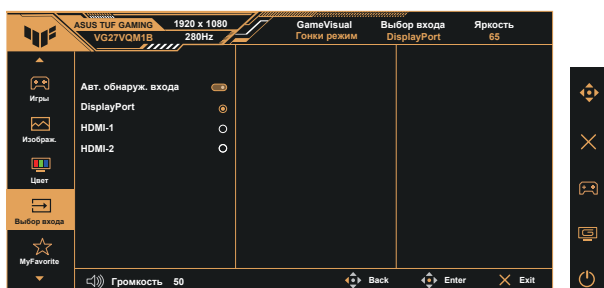 ASUS TUF GAMING 1920 x 1080 GameVisual Выбор входа Яркость
VG27VQM1B 280Hz Гонки режим DisplayPort 65
Игры
Изображ.
Цвет
Выбор входа
MyFavorite
Авт. обнаруж. входа
DisplayPort
HDMI-1
HDMI-2
Громкость 50 Back Enter Exit